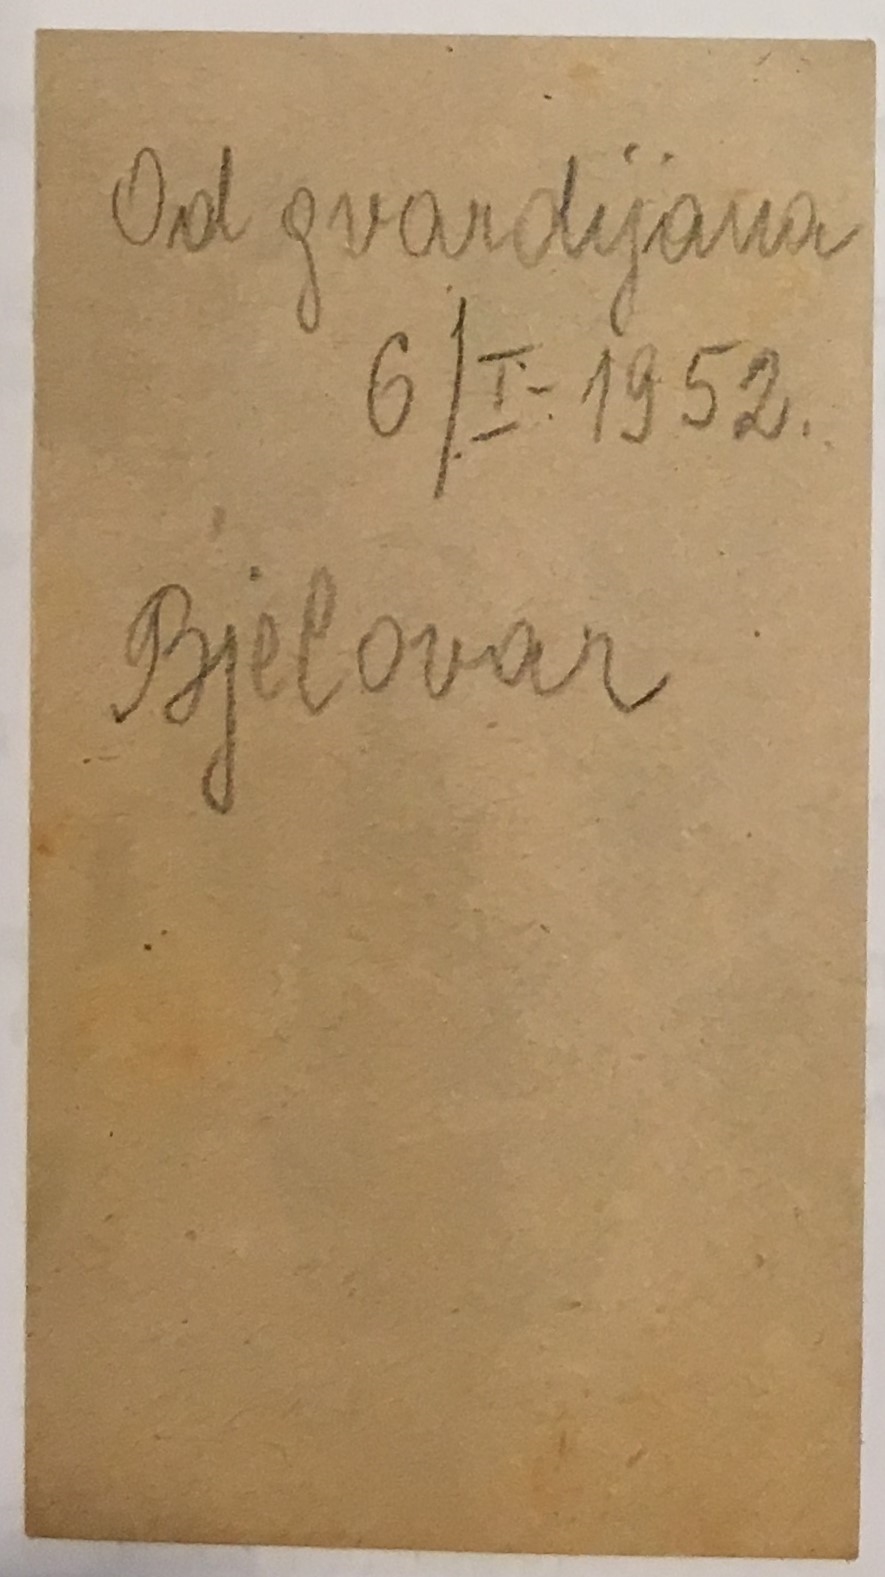 Od gvardijana
6/I-1952.
Bjelovar